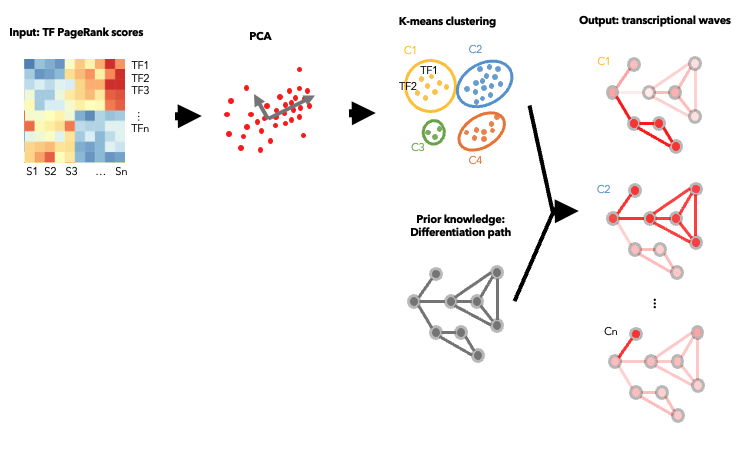 Input: TF PageRank scores
TF1
TF2
TF3
⋮
TFn
S1 S2 S3 … Sn
PCA
K-means clustering
C1
C2
TF1
TF2
C3
C4
Prior knowledge:
Differentiation path
Output: transcriptional waves
C1
C2
⋮
Cn